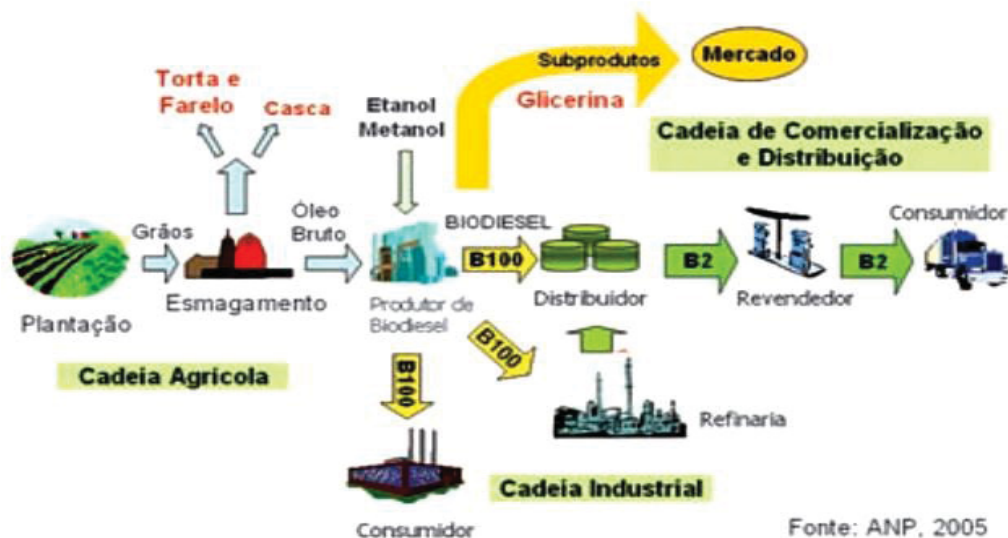 Subprodutos
Mercado
Glicerina
Torta e
Farelo
Casca
Etanol
Metanol
Cadeia de Comercialização
e Distribuição
Grãos
Óleo
Bruto
BIODIESEL
B100
B2
B2
Consumidor
Plantação
Esmagamento
Produtor de
Biodiesel
Distribuidor
Revendedor
B100
B100
Cadeia Agrícola
Refinaria
Cadeia Industrial
Consumidor
Fonte: ANP, 2005